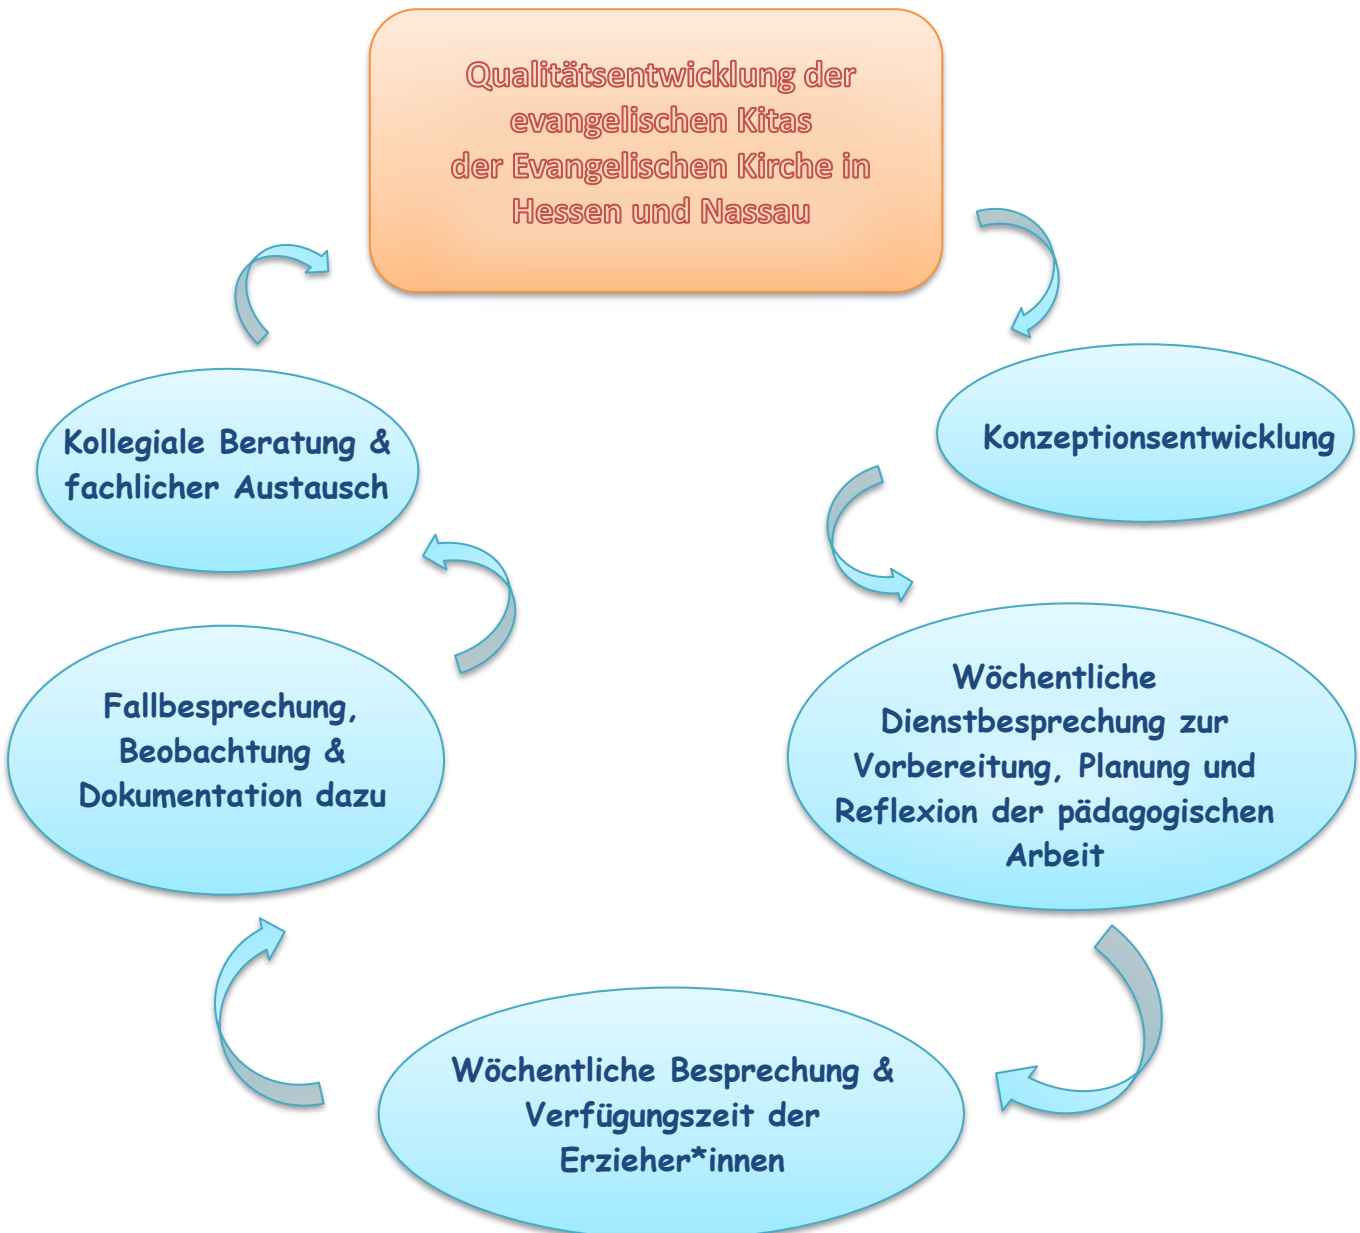 Qualitätsentwicklung der
evangelischen Kitas
der Evangelischen Kirche in
Hessen und Nassau
Konzeptionsentwicklung
Wöchentliche
Dienstbesprechung zur
Vorbereitung, Planung und
Reflexion der pädagogischen
Arbeit
Wöchentliche Besprechung &
Verfügungszeit der
Erzieher*innen
Fallbesprechung,
Beobachtung &
Dokumentation dazu
Kollegiale Beratung &
fachlicher Austausch